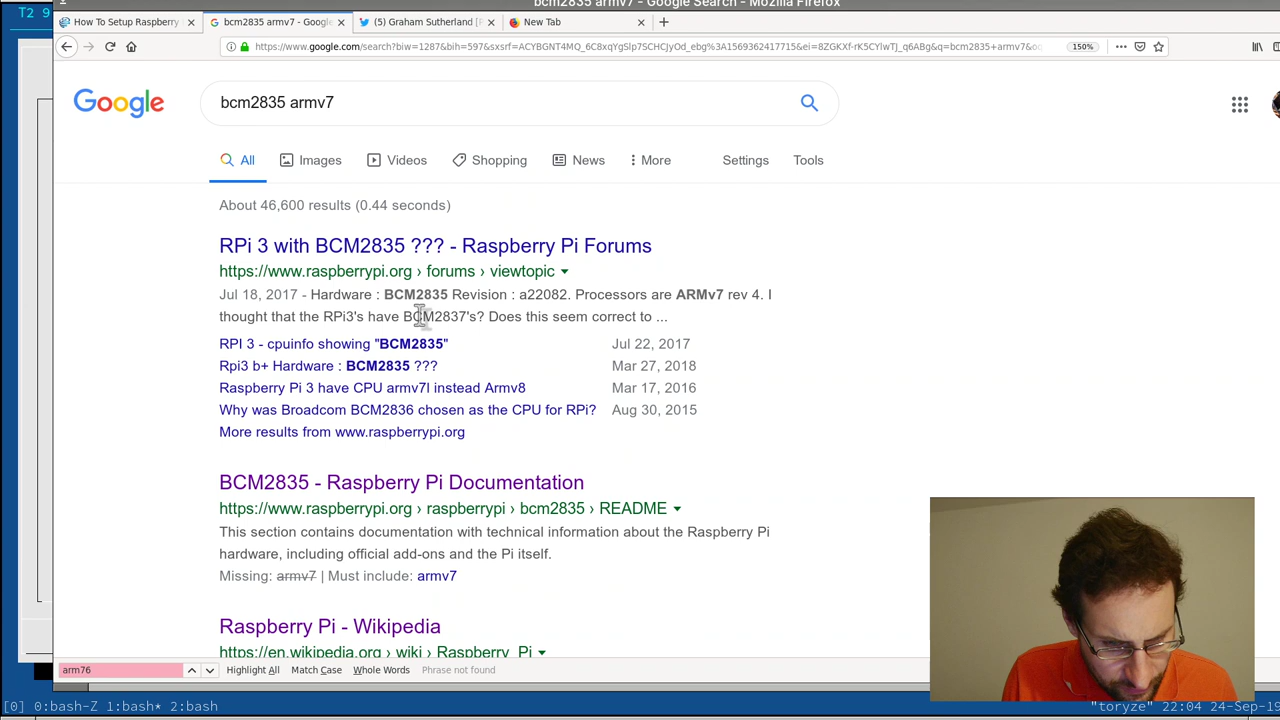 bcm2835 armv7 - Google Search - Mozilla Firefox
T2 9
How To Setup Raspberry
bcm2835 armv7 - Google
(5) Graham Sutherland [
New Tab
https://www.google.com/search?biw=1287&bih=597&sxsrf=ACYBGNT4MQ_6C8xqYgSlp7SCHCJyOd_ebg%3A1569362417715&ei=8ZGKXf-rK5CYlwTJ_q6ABg&q=bcm2835+armv7&
150%
Google
bcm2835 armv7
All
Images
Videos
Shopping
News
More
Settings
Tools
About 46,600 results (0.44 seconds)
RPi 3 with BCM2835 ??? - Raspberry Pi Forums
https://www.raspberrypi.org › forums › viewtopic
Jul 18, 2017 - Hardware : BCM2835 Revision : a22082. Processors are ARMv7 rev 4. I
thought that the RPi3's have BCM2837's? Does this seem correct to ...
RPI 3 - cpuinfo showing "BCM2835" Jul 22, 2017
Rpi3 b+ Hardware : BCM2835 ??? Mar 27, 2018
Raspberry Pi 3 have CPU armv7l instead Armv8 Mar 17, 2016
Why was Broadcom BCM2836 chosen as the CPU for RPi? Aug 30, 2015
More results from www.raspberrypi.org
BCM2835 - Raspberry Pi Documentation
https://www.raspberrypi.org › raspberrypi › bcm2835 › README
This section contains documentation with technical information about the Raspberry Pi
hardware, including official add-ons and the Pi itself.
Missing: armv7 | Must include: armv7
Raspberry Pi - Wikipedia
https://en.wikipedia.org › wiki › Raspberry_Pi
arm76
Highlight All
Match Case
Whole Words
Phrase not found
[0] 0:bash-Z 1:bash* 2:bash
"toryze" 22:04 24-Sep-19